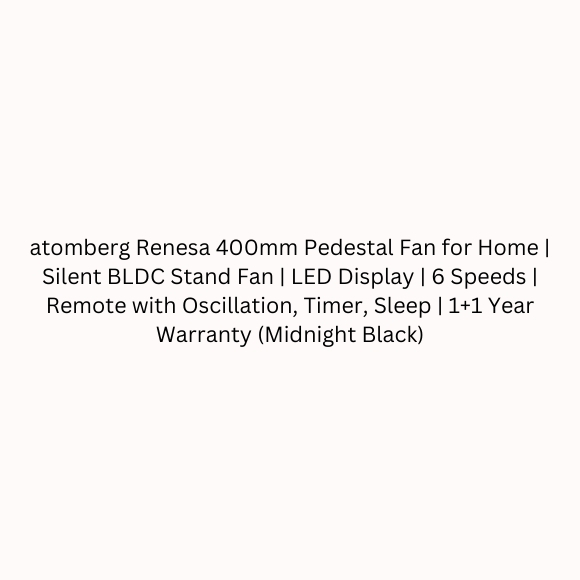 atomberg Renesa 400mm Pedestal Fan for Home |
Silent BLDC Stand Fan | LED Display | 6 Speeds |
Remote with Oscillation, Timer, Sleep | 1+1 Year
Warranty (Midnight Black)